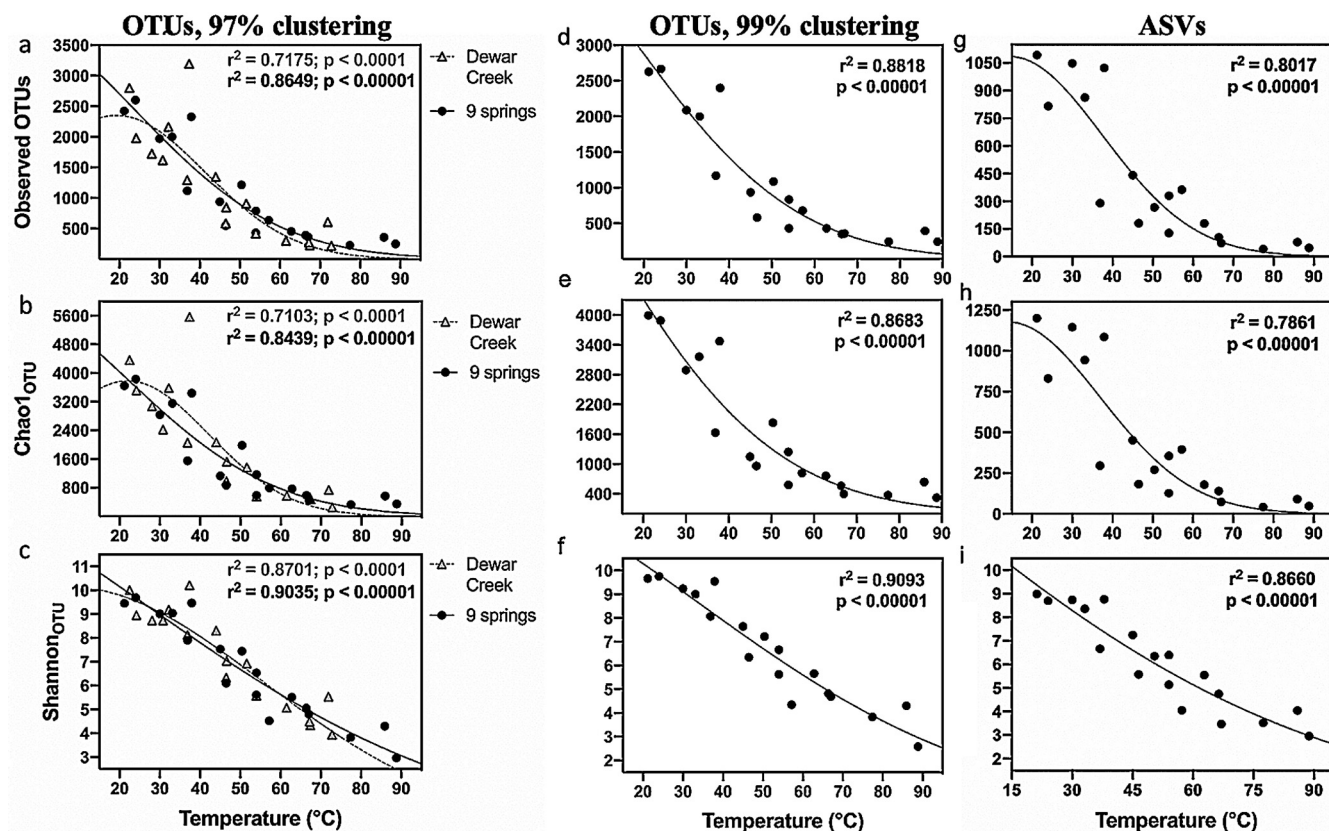 OTUs, 97% clustering
OTUs, 99% clustering
ASVs
a
3500
3000
2500
2000
1500
1000
500
Observed OTUs
r² = 0.7175; p < 0.0001
r² = 0.8649; p < 0.00001
Dewar
Creek
9 springs
20 30 40 50 60 70 80 90
d
3000
2500
2000
1500
1000
500
r² = 0.8818
p < 0.00001
20 30 40 50 60 70 80 90
g
1050
900
750
600
450
300
150
0
r² = 0.8017
p < 0.00001
20 30 40 50 60 70 80 90
b
5600
4800
4000
3200
2400
1600
800
Chao1OTU
r² = 0.7103; p < 0.0001
r² = 0.8439; p < 0.00001
Dewar
Creek
9 springs
20 30 40 50 60 70 80 90
e
4000
3400
2800
2200
1600
1000
400
r² = 0.8683
p < 0.00001
20 30 40 50 60 70 80 90
h
1250
1000
750
500
250
0
r² = 0.7861
p < 0.00001
20 30 40 50 60 70 80 90
c
11
10
9
8
7
6
5
4
3
ShannonOTU
r² = 0.8701; p < 0.0001
r² = 0.9035; p < 0.00001
Dewar
Creek
9 springs
20 30 40 50 60 70 80 90
Temperature (°C)
f
10
9
8
7
6
5
4
3
2
r² = 0.9093
p < 0.00001
20 30 40 50 60 70 80 90
Temperature (°C)
i
10
9
8
7
6
5
4
3
2
r² = 0.8660
p < 0.00001
15 30 45 60 75 90
Temperature (°C)